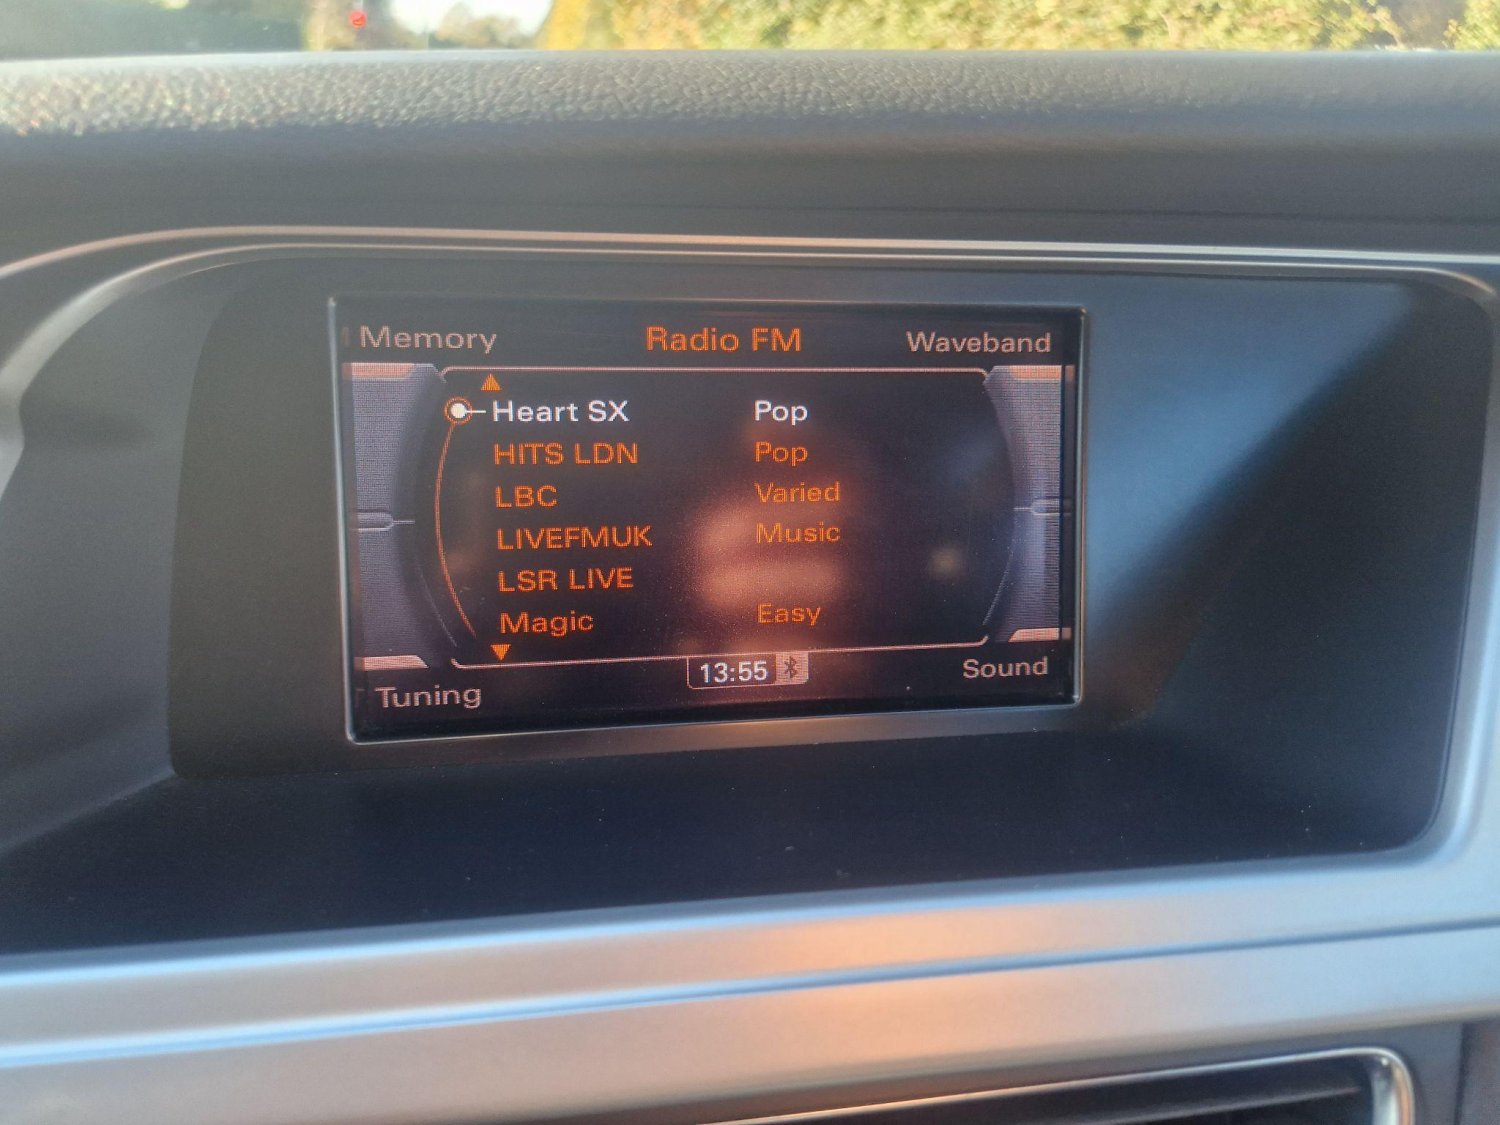 Memory Radio FM Waveband
Heart SX Pop
HITS LDN Pop
LBC Varied
LIVEFMUK Music
LSR LIVE
Magic Easy
13:55
Tuning Sound